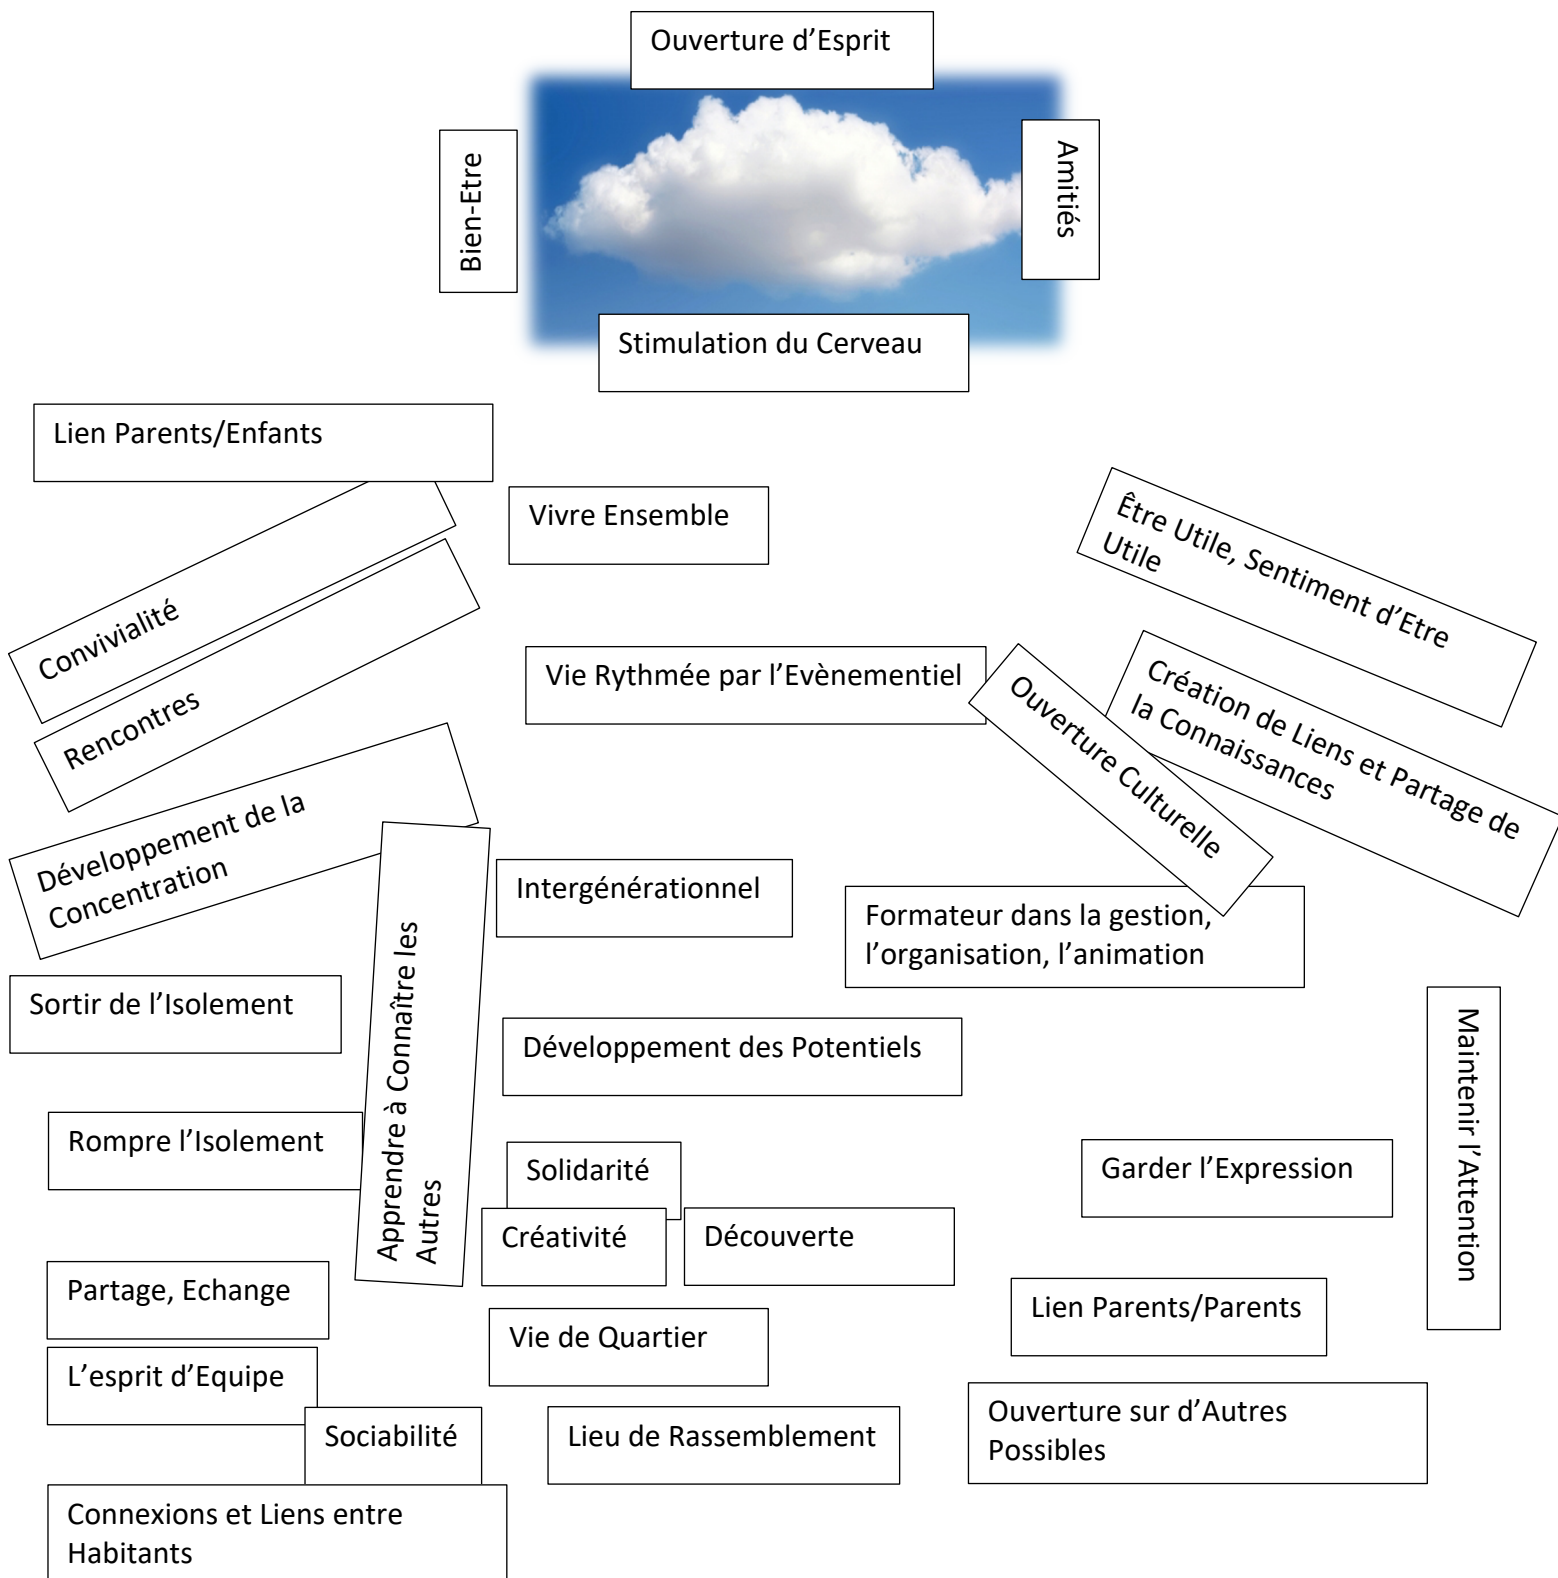 Ouverture d’Esprit
Bien-Etre
Amitiés
Stimulation du Cerveau
Lien Parents/Enfants
Vivre Ensemble
Être Utile, Sentiment d’Etre
Utile
Convivialité
Rencontres
Vie Rythmée par l’Evènementiel
Ouverture Culturelle
Création de Liens et Partage de
la Connaissances
Développement de la
Concentration
Apprendre à Connaître les
Autres
Intergénérationnel
Formateur dans la gestion,
l’organisation, l’animation
Sortir de l’Isolement
Développement des Potentiels
Maintenir l’Attention
Rompre l’Isolement
Solidarité
Garder l’Expression
Créativité
Découverte
Partage, Echange
Lien Parents/Parents
Vie de Quartier
L’esprit d’Equipe
Sociabilité
Lieu de Rassemblement
Ouverture sur d’Autres
Possibles
Connexions et Liens entre
Habitants